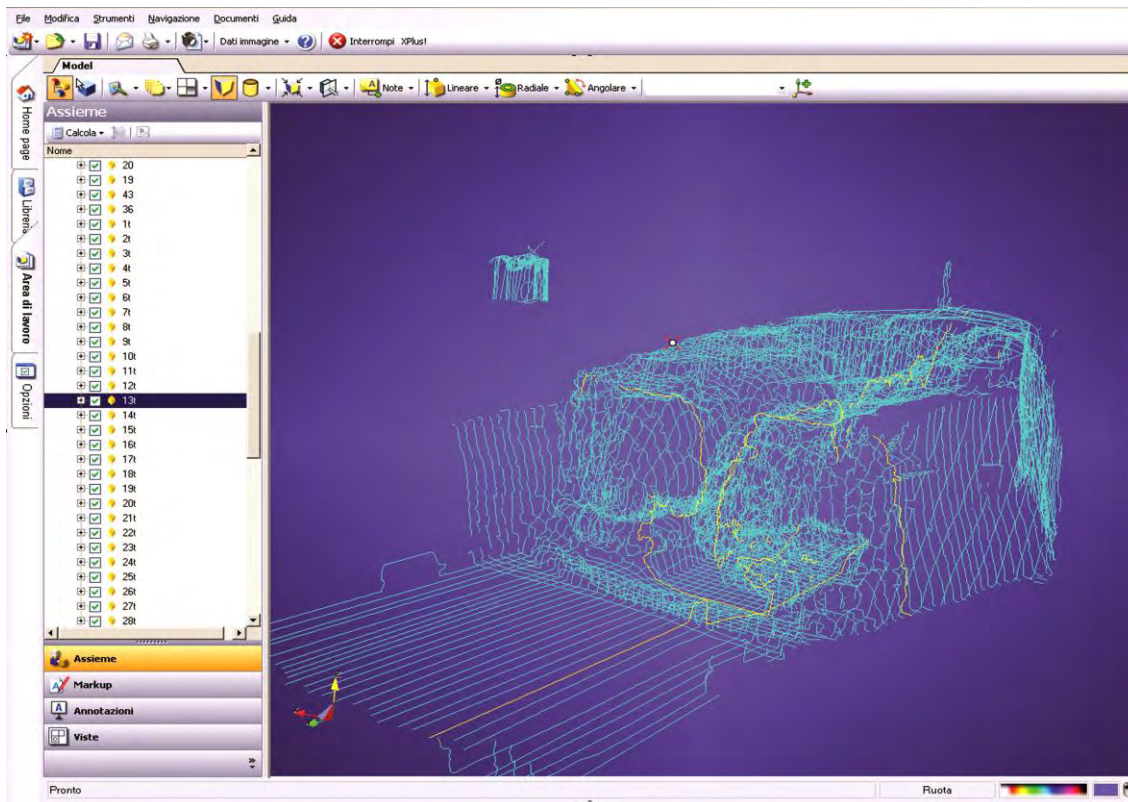 File Modifica Strumenti Navigazione Documenti Guida
Dati immagine Interrompi XPlus!
Model
Note Lineare Radiale Angolare
Home page
Libreria
Area di lavoro
Opzioni
Assieme
Calcola
Nome
20
19
43
36
1t
2t
3t
4t
5t
6t
7t
8t
9t
10t
11t
12t
13t
14t
15t
16t
17t
18t
19t
20t
21t
22t
23t
24t
25t
26t
27t
28t
Assieme
Markup
Annotazioni
Viste
Pronto Ruota